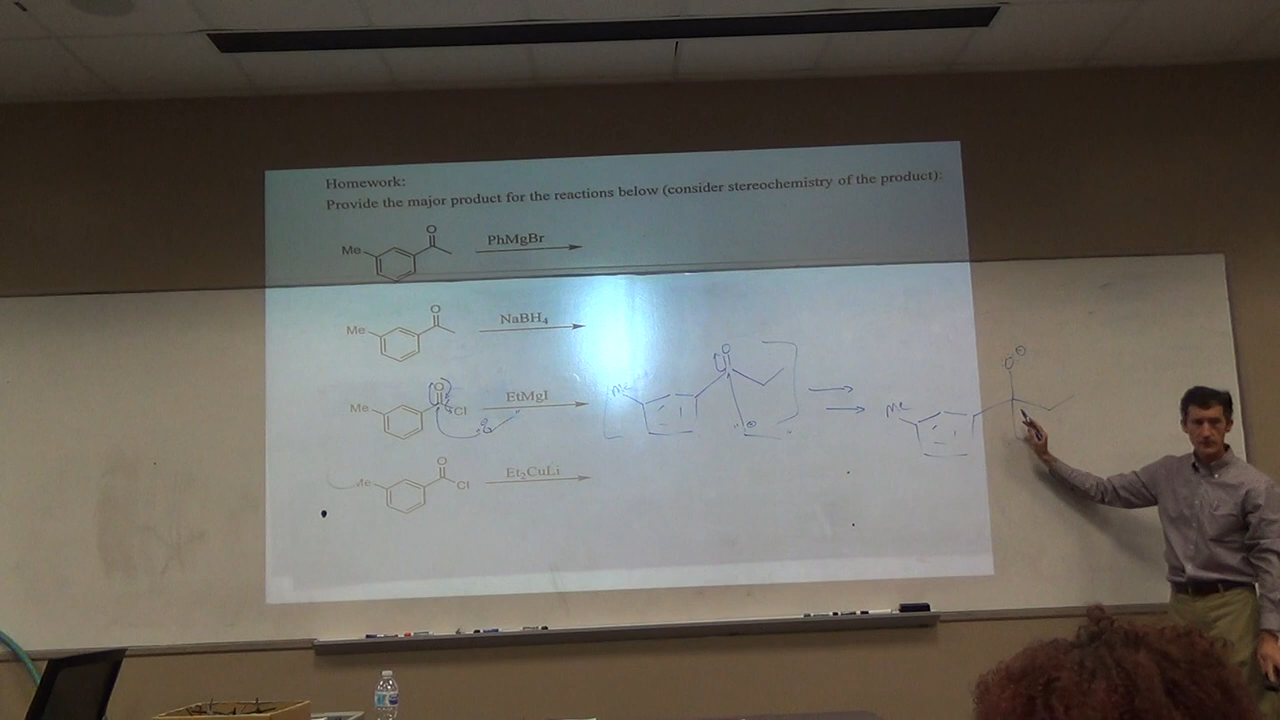 Homework:
Provide the major product for the reactions below (consider stereochemistry of the product):
O
Me
PhMgBr
O
Me
NaBH4
O
Me
Cl
EtMgI
O
Me
O⊖
Me
O
Me
Cl
Et2CuLi